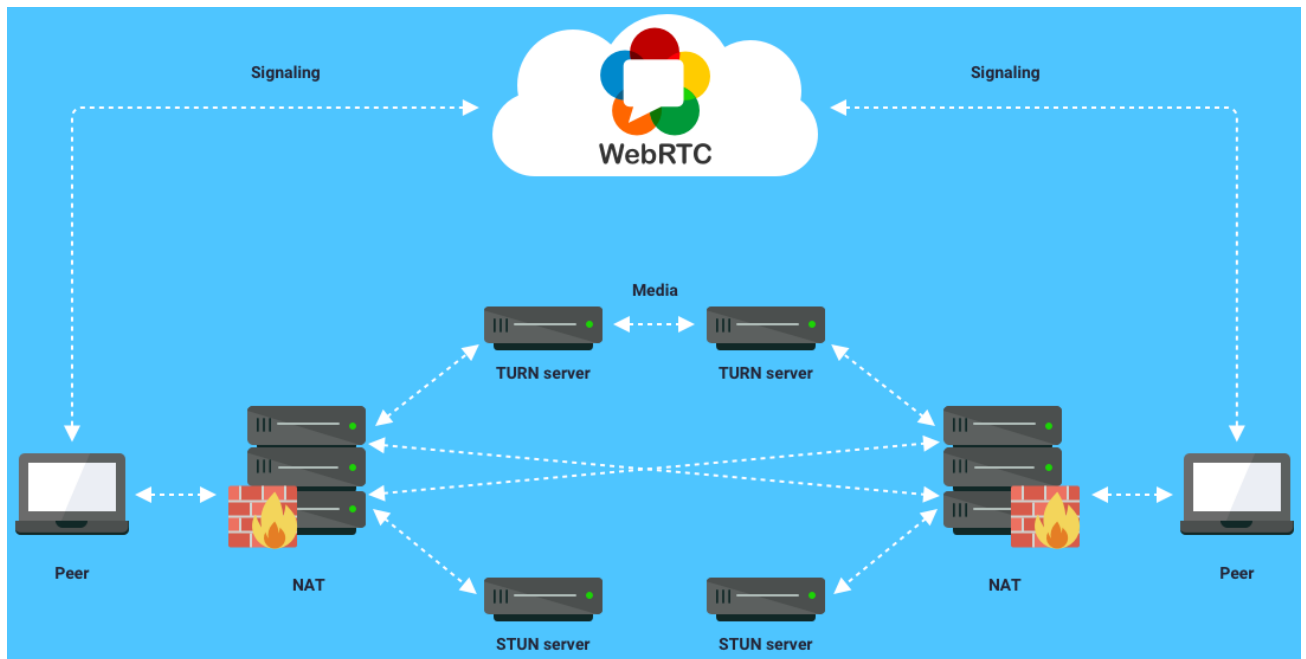 Signaling
Signaling
WebRTC
Media
TURN server
TURN server
Peer
NAT
NAT
Peer
STUN server
STUN server